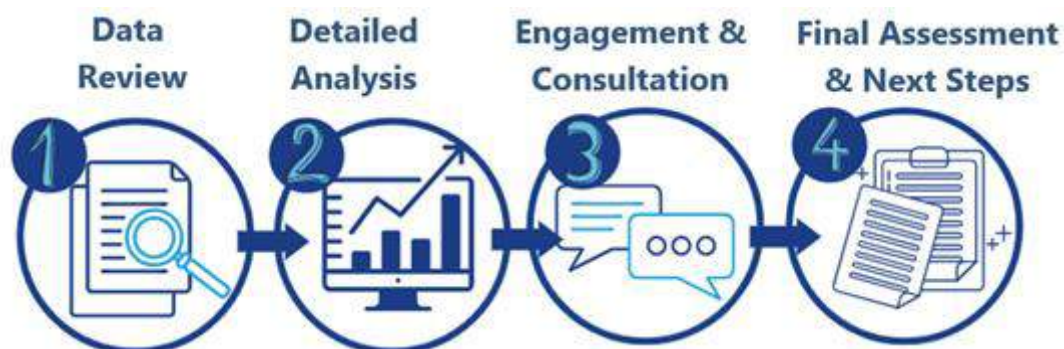 Data
Review
Detailed
Analysis
Engagement &
Consultation
Final Assessment
& Next Steps
1
2
3
4